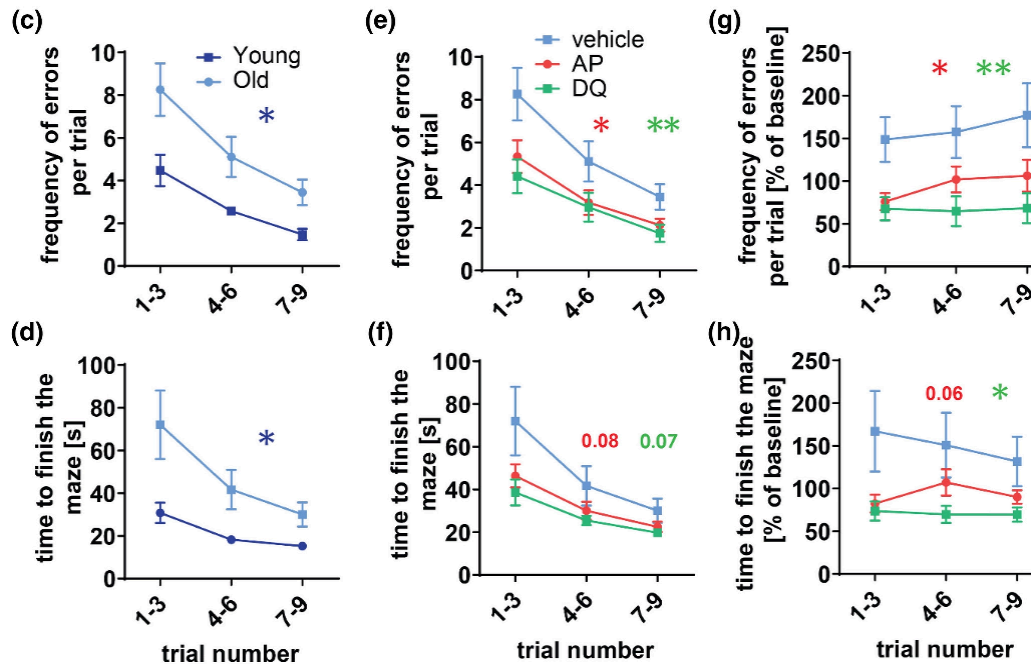 (c)
frequency of errors
per trial
10
8
6
4
2
0
Young
Old
*
1-3
4-6
7-9
(e)
frequency of errors
per trial
10
8
6
4
2
0
vehicle
AP
DQ
*
**
1-3
4-6
7-9
(g)
frequency of errors
per trial [% of baseline]
250
200
150
100
50
0
*
**
1-3
4-6
7-9
(d)
time to finish the
maze [s]
100
80
60
40
20
0
*
1-3
4-6
7-9
trial number
(f)
time to finish the
maze [s]
100
80
60
40
20
0
0.08
0.07
1-3
4-6
7-9
trial number
(h)
time to finish the maze
[% of baseline]
250
200
150
100
50
0
0.06
*
1-3
4-6
7-9
trial number